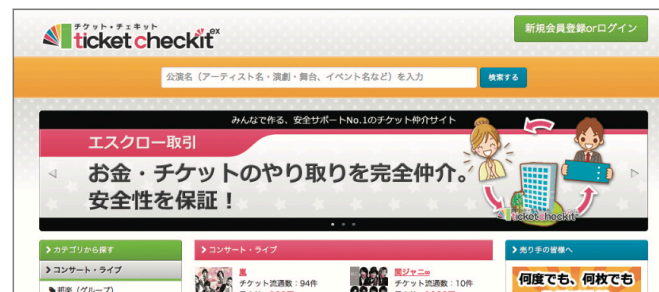 チケット・チェキット
ticket checkit ex
新規会員登録orログイン
公演名（アーティスト名・演劇・舞台、イベント名など）を入力
検索する
みんなで作る、安全サポートNo.1のチケット仲介サイト
エスクロー取引
お金・チケットのやり取りを完全仲介。
安全性を保証！
ticket checkit
カテゴリから探す
コンサート・ライブ
売り手の皆様へ
コンサート・ライブ
嵐
チケット流通数：94件
関ジャニ∞
チケット流通数：10件
何度でも、何枚でも
邦楽（グループ）